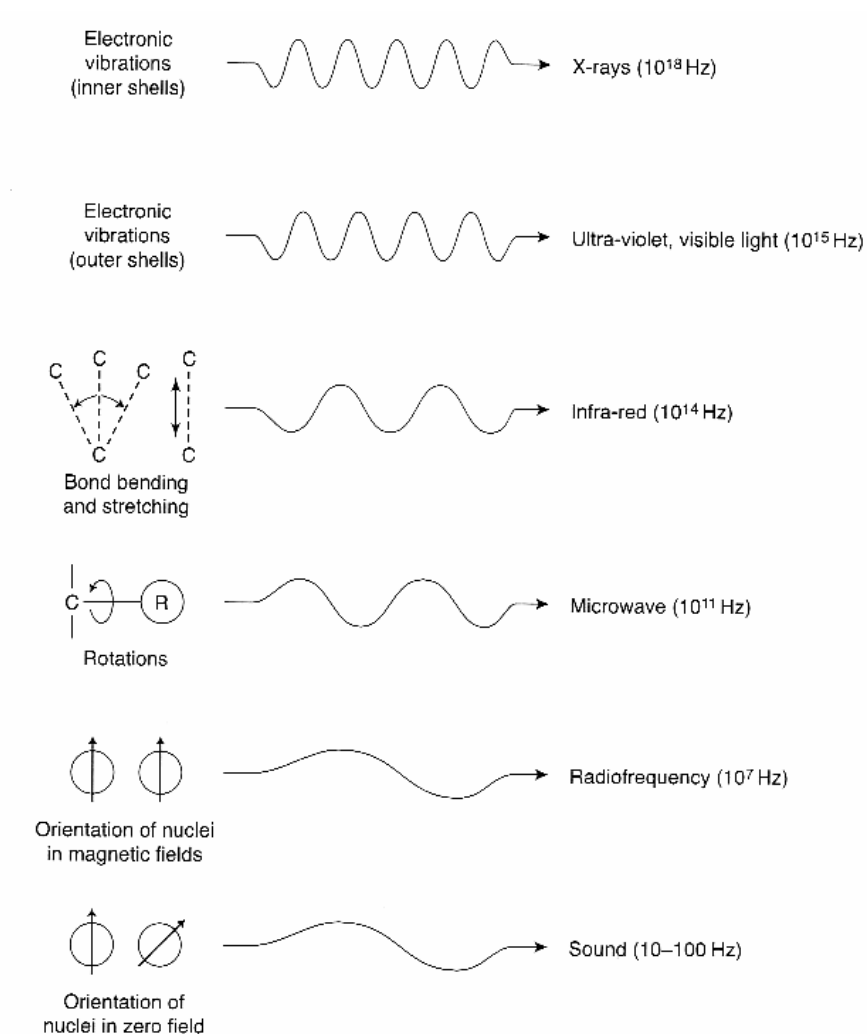 Electronic
vibrations
(inner shells)
X-rays (10¹⁸ Hz)
Electronic
vibrations
(outer shells)
Ultra-violet, visible light (10¹⁵ Hz)
C C C C
C C
Infra-red (10¹⁴ Hz)
Bond bending
and stretching
C R
Microwave (10¹¹ Hz)
Rotations
Radiofrequency (10⁷ Hz)
Orientation of nuclei
in magnetic fields
Sound (10–100 Hz)
Orientation of
nuclei in zero field